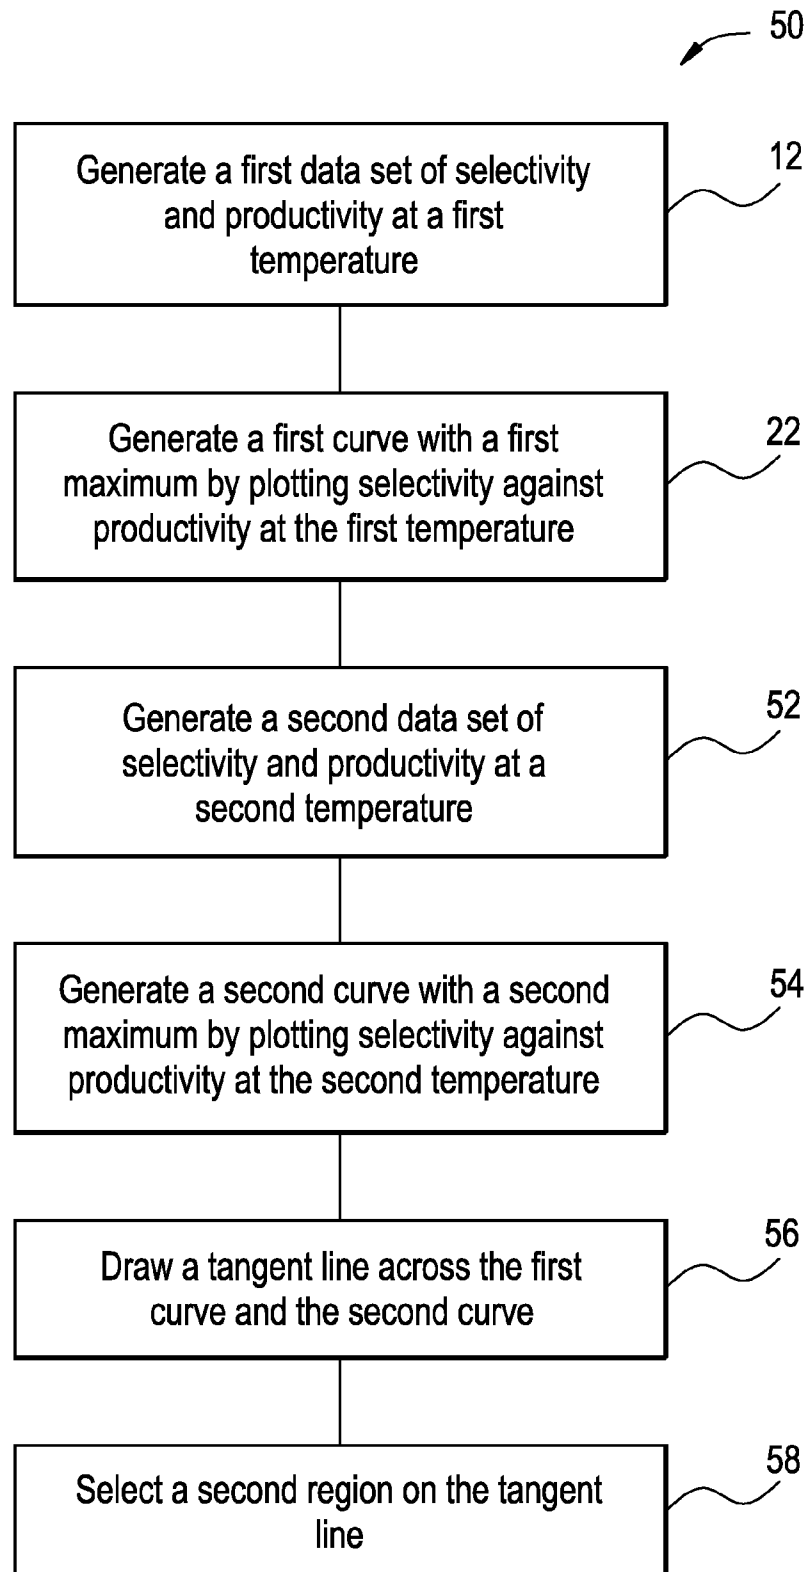 50
Generate a first data set of selectivity
and productivity at a first
temperature
12
Generate a first curve with a first
maximum by plotting selectivity against
productivity at the first temperature
22
Generate a second data set of
selectivity and productivity at a
second temperature
52
Generate a second curve with a second
maximum by plotting selectivity against
productivity at the second temperature
54
Draw a tangent line across the first
curve and the second curve
56
Select a second region on the tangent
line
58